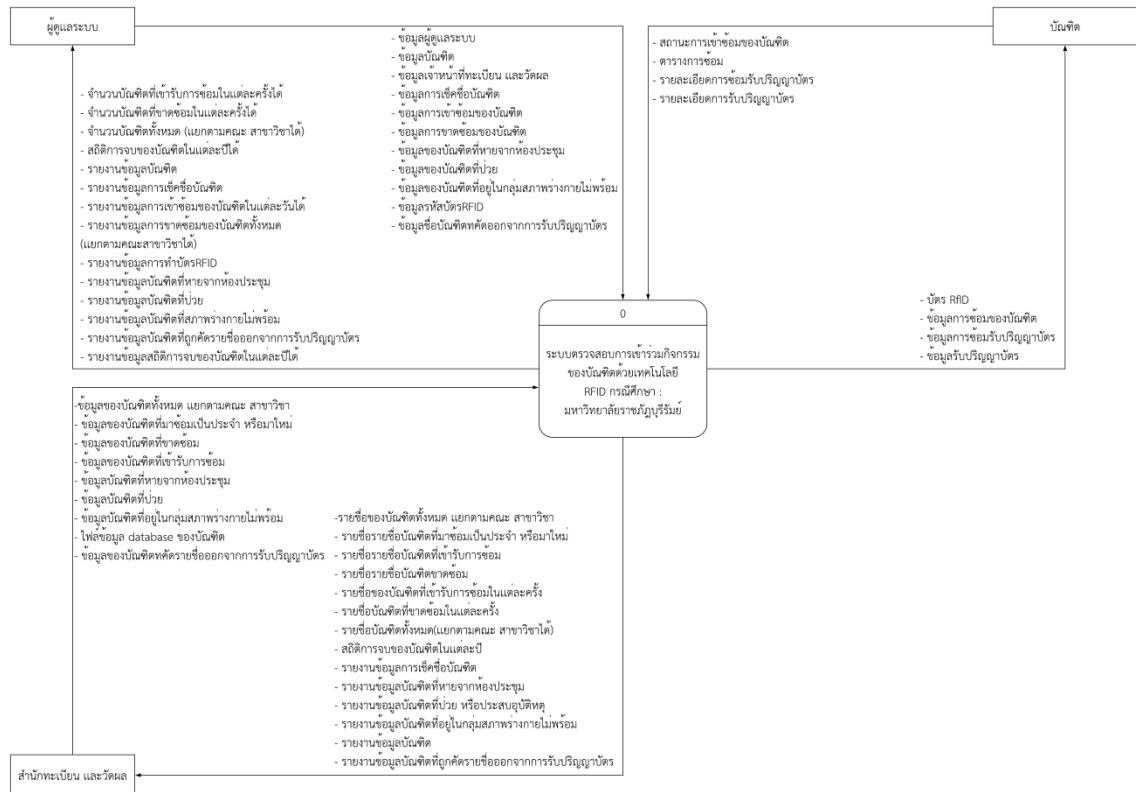 ผู้ดูแลระบบ
บัณฑิต
- ข้อมูลผู้ดูแลระบบ
- ข้อมูลบัณฑิต
- ข้อมูลเจ้าหน้าที่ทะเบียน และวัดผล
- ข้อมูลการเช็คชื่อบัณฑิต
- ข้อมูลการเข้าซ้อมของบัณฑิต
- ข้อมูลการขาดซ้อมของบัณฑิต
- ข้อมูลของบัณฑิตที่หายจากห้องประชุม
- ข้อมูลของบัณฑิตที่ป่วย
- ข้อมูลของบัณฑิตที่อยู่ในกลุ่มสภาพร่างกายไม่พร้อม
- ข้อมูลรหัสบัตรRFID
- ข้อมูลชื่อบัณฑิตทคัดออกจากการรับปริญญาบัตร
- สถานะการเข้าซ้อมของบัณฑิต
- ตารางการซ้อม
- รายละเอียดการซ้อมรับปริญญาบัตร
- รายละเอียดการรับปริญญาบัตร
- จำนวนบัณฑิตที่เข้ารับการซ้อมในแต่ละครั้งได้
- จำนวนบัณฑิตที่ขาดซ้อมในแต่ละครั้งได้
- จำนวนบัณฑิตทั้งหมด (แยกตามคณะ สาขาวิชาได้)
- สถิติการจบของบัณฑิตในแต่ละปีได้
- รายงานข้อมูลบัณฑิต
- รายงานข้อมูลการเช็คชื่อบัณฑิต
- รายงานข้อมูลการเข้าซ้อมของบัณฑิตในแต่ละวันได้
- รายงานข้อมูลการขาดซ้อมของบัณฑิตทั้งหมด
(แยกตามคณะสาขาวิชาได้)
- รายงานข้อมูลการทำบัตรRFID
- รายงานข้อมูลบัณฑิตที่หายจากห้องประชุม
- รายงานข้อมูลบัณฑิตที่ป่วย
- รายงานข้อมูลบัณฑิตที่สภาพร่างกายไม่พร้อม
- รายงานข้อมูลบัณฑิตที่ถูกคัดรายชื่อออกจากการรับปริญญาบัตร
- รายงานข้อมูลสถิติการจบของบัณฑิตในแต่ละปีได้
- บัตร RfID
- ข้อมูลการซ้อมของบัณฑิต
- ข้อมูลการซ้อมรับปริญญาบัตร
- ข้อมูลรับปริญญาบัตร
0
ระบบตรวจสอบการเข้าร่วมกิจกรรม
ของบัณฑิตด้วยเทคโนโลยี
RFID กรณีศึกษา :
มหาวิทยาลัยราชภัฎบุรีรัมย์
-ข้อมูลของบัณฑิตทั้งหมด แยกตามคณะ สาขาวิชา
- ข้อมูลของบัณฑิตที่มาซ้อมเป็นประจำ หรือมาใหม่
- ข้อมูลของบัณฑิตที่ขาดซ้อม
- ข้อมูลของบัณฑิตที่เข้ารับการซ้อม
- ข้อมูลบัณฑิตที่หายจากห้องประชุม
- ข้อมูลบัณฑิตที่ป่วย
- ข้อมูลบัณฑิตที่อยู่ในกลุ่มสภาพร่างกายไม่พร้อม
- ไฟล์ข้อมูล database ของบัณฑิต
- ข้อมูลของบัณฑิตทคัดรายชื่อออกจากการรับปริญญาบัตร
-รายชื่อของบัณฑิตทั้งหมด แยกตามคณะ สาขาวิชา
- รายชื่อรายชื่อบัณฑิตที่มาซ้อมเป็นประจำ หรือมาใหม่
- รายชื่อรายชื่อบัณฑิตที่เข้ารับการซ้อม
- รายชื่อรายชื่อบัณฑิตขาดซ้อม
- รายชื่อของบัณฑิตที่เข้ารับการซ้อมในแต่ละครั้ง
- รายชื่อบัณฑิตที่ขาดซ้อมในแต่ละครั้ง
- รายชื่อบัณฑิตทั้งหมด(แยกตามคณะ สาขาวิชาได้)
- สถิติการจบของบัณฑิตในแต่ละปี
- รายงานข้อมูลการเช็คชื่อบัณฑิต
- รายงานข้อมูลบัณฑิตที่หายจากห้องประชุม
- รายงานข้อมูลบัณฑิตที่ป่วย หรือประสบอุบัติหตุ
- รายงานข้อมูลบัณฑิตที่อยู่ในกลุ่มสภาพร่างกายไม่พร้อม
- รายงานข้อมูลบัณฑิต
- รายงานข้อมูลบัณฑิตที่ถูกคัดรายชื่อออกจากการรับปริญญาบัตร
สำนักทะเบียน และวัดผล